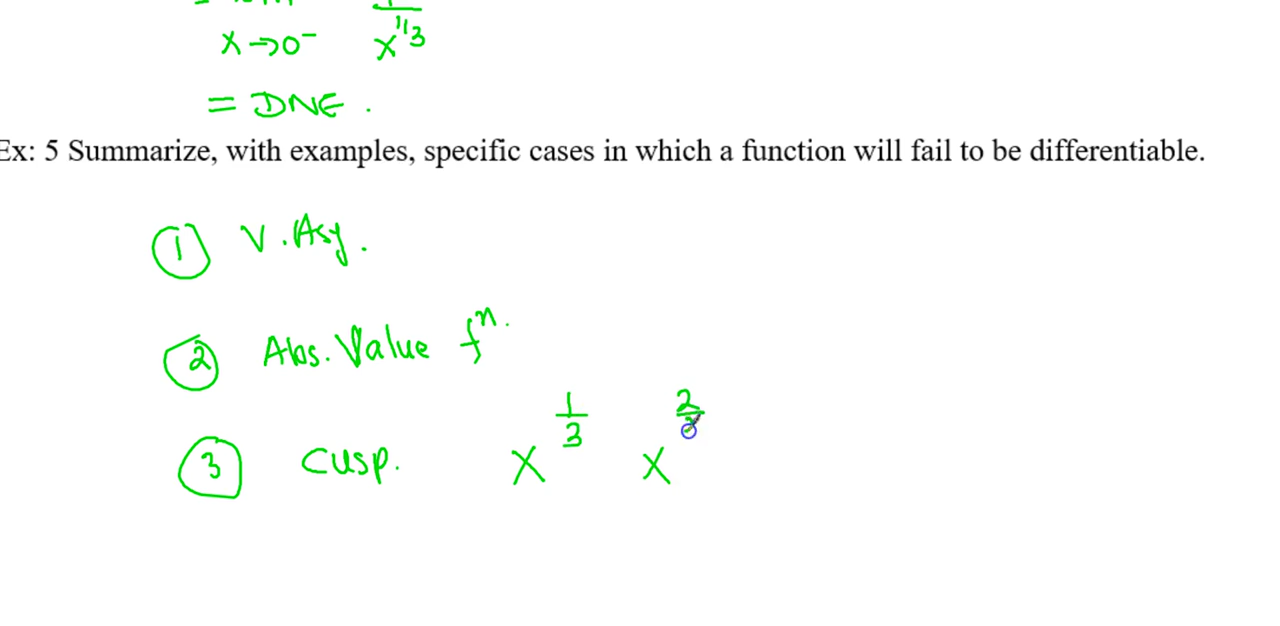 x→0⁻ x^1/3
= DNE .
Ex: 5 Summarize, with examples, specific cases in which a function will fail to be differentiable.
① V. Asy.
② Abs. Value fⁿ.
③ Cusp. x^1/3 x^2/3